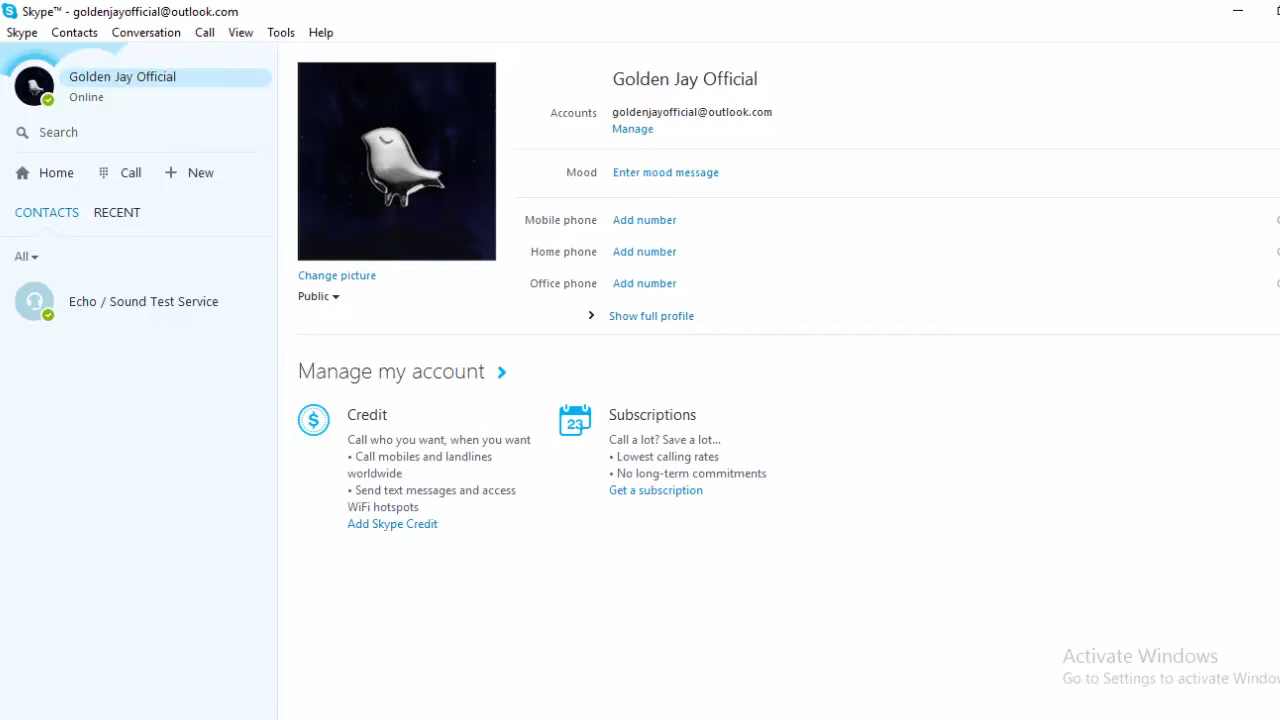 Skype™ - goldenjayofficial@outlook.com
Skype Contacts Conversation Call View Tools Help
Golden Jay Official
Online
Search
Home Call New
CONTACTS RECENT
All
Echo / Sound Test Service
Change picture
Public
Golden Jay Official
Accounts goldenjayofficial@outlook.com
Manage
Mood Enter mood message
Mobile phone Add number
Home phone Add number
Office phone Add number
Show full profile
Manage my account
$
Credit
Call who you want, when you want
• Call mobiles and landlines
worldwide
• Send text messages and access
WiFi hotspots
Add Skype Credit
23
Subscriptions
Call a lot? Save a lot...
• Lowest calling rates
• No long-term commitments
Get a subscription
Activate Windows
Go to Settings to activate Windo